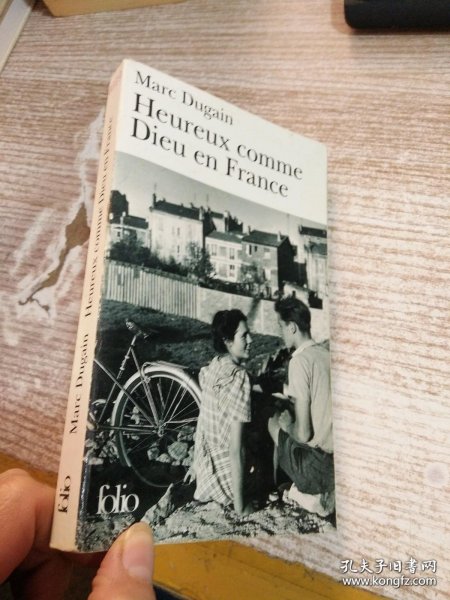 Marc Dugain
Heureux comme
Dieu en France
folio
Marc Dugain Heureux comme Dieu en France
folio
孔夫子旧书网
www.kongfz.com